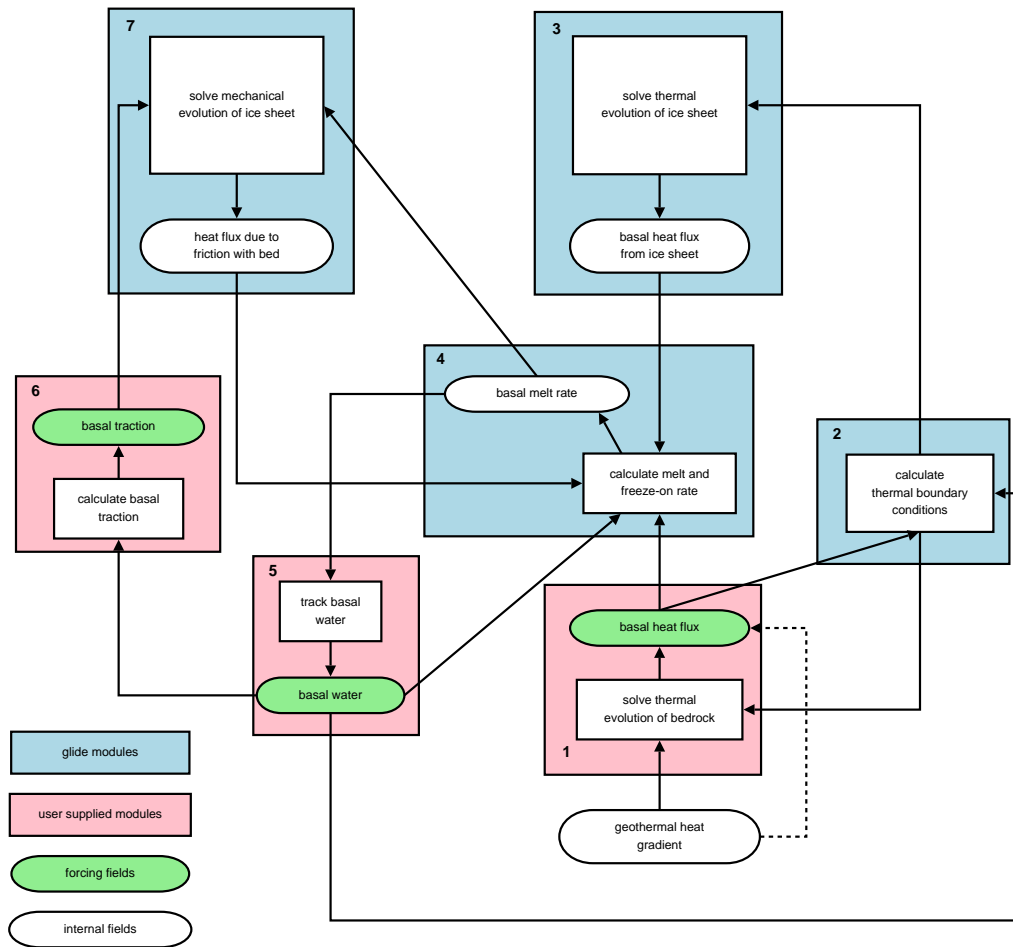 7
solve mechanical
evolution of ice sheet
heat flux due to
friction with bed
3
solve thermal
evolution of ice sheet
basal heat flux
from ice sheet
4
basal melt rate
calculate melt and
freeze-on rate
6
basal traction
calculate basal
traction
2
calculate
thermal boundary
conditions
5
track basal
water
basal water
basal heat flux
solve thermal
evolution of bedrock
1
geothermal heat
gradient
glide modules
user supplied modules
forcing fields
internal fields